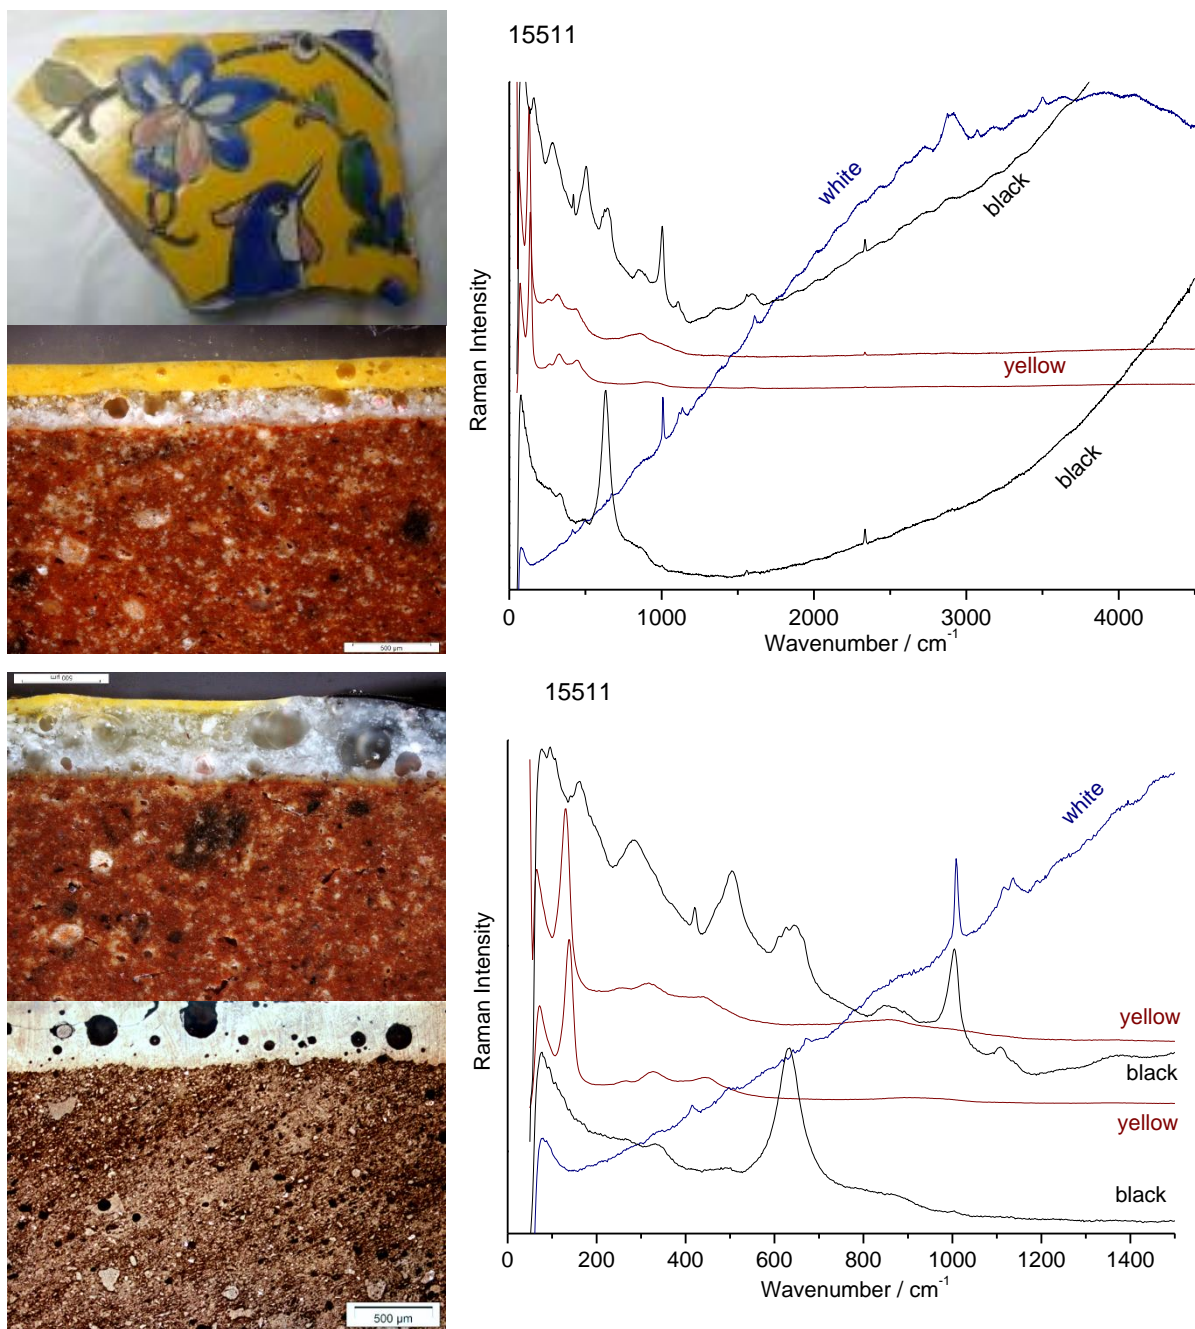 15511
white
black
yellow
black
Raman Intensity
0 1000 2000 3000 4000
Wavenumber / cm⁻¹
500 µm
500 µm
15511
white
yellow
black
yellow
black
Raman Intensity
0 200 400 600 800 1000 1200 1400
Wavenumber / cm⁻¹
500 µm